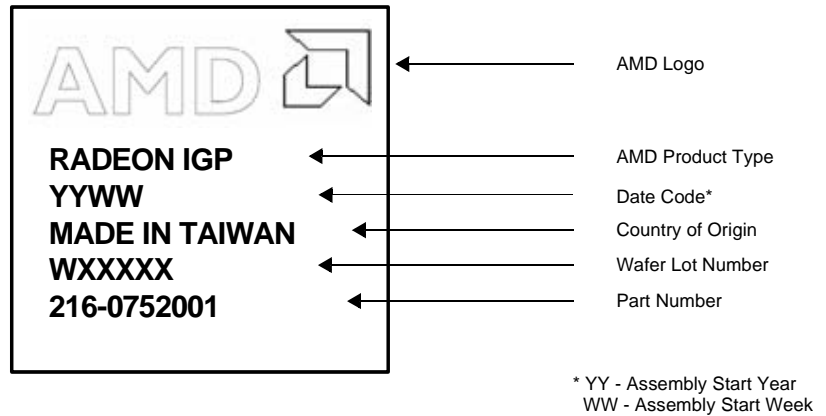 AMD
AMD Logo
RADEON IGP
AMD Product Type
YYWW
Date Code*
MADE IN TAIWAN
Country of Origin
WXXXXX
Wafer Lot Number
216-0752001
Part Number
* YY - Assembly Start Year
WW - Assembly Start Week